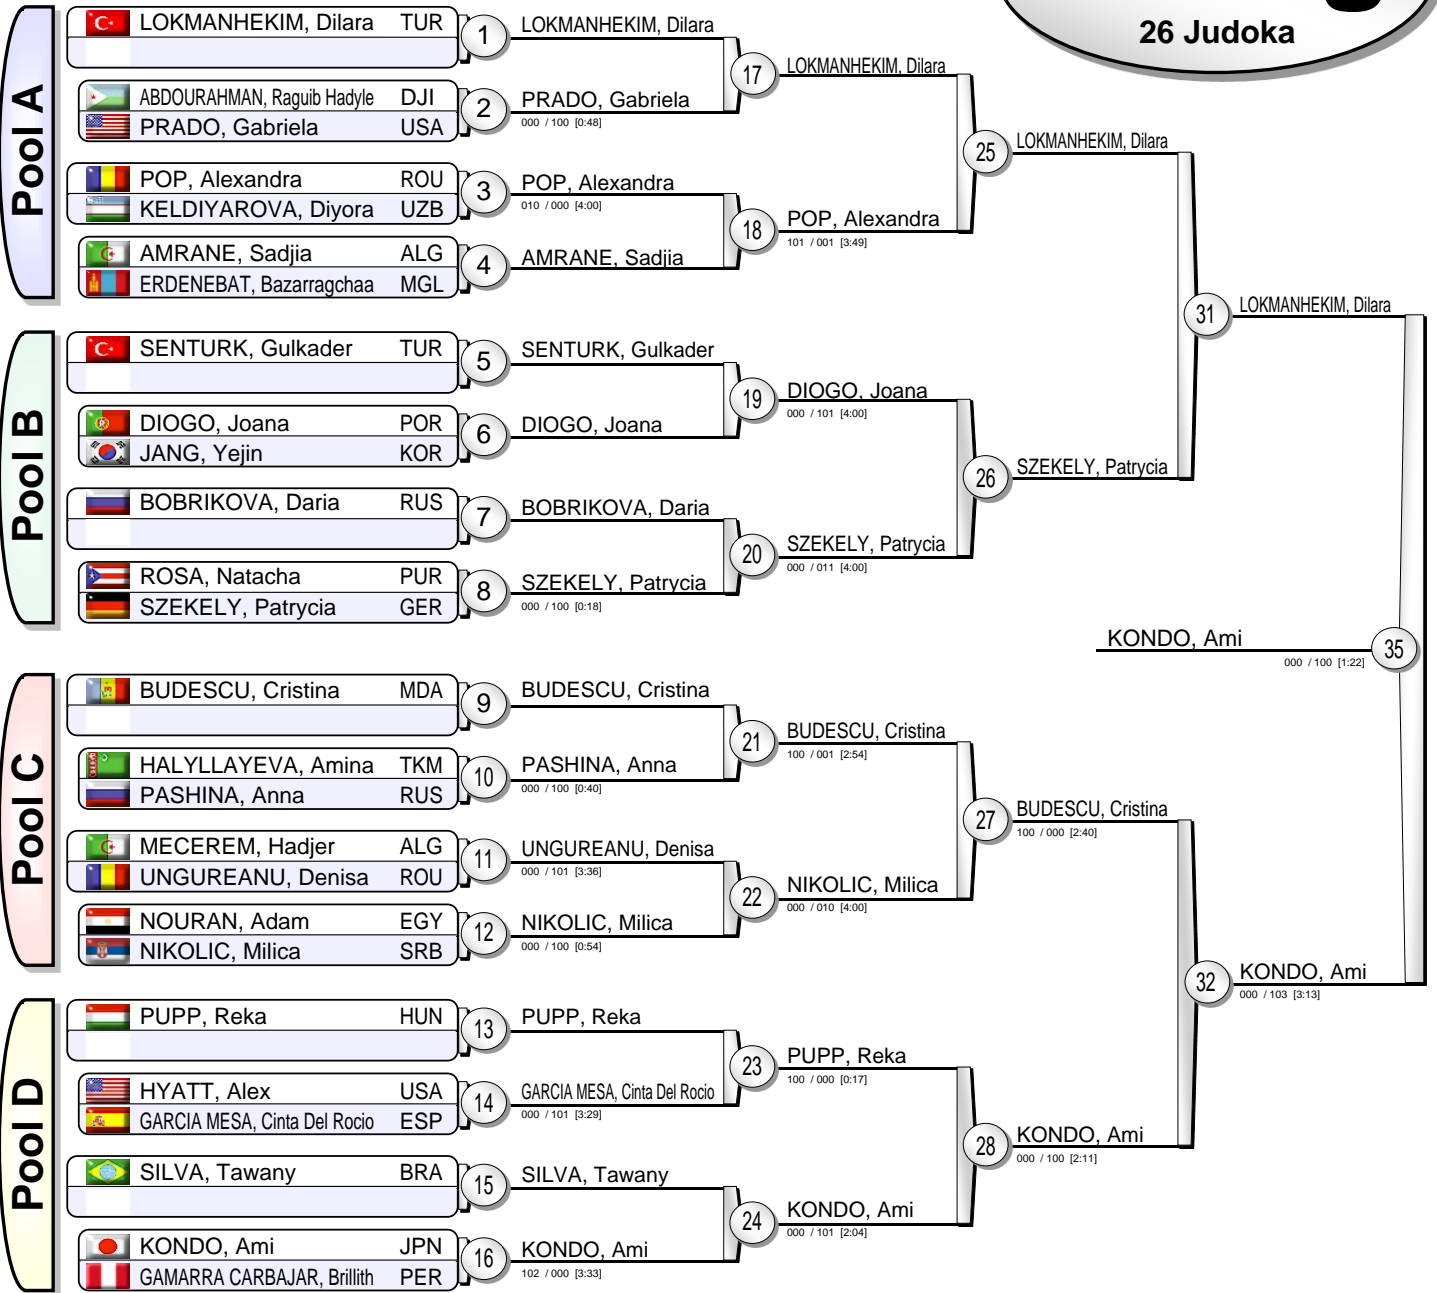 26 Judoka
Pool A
LOKMANHEKIM, Dilara TUR
1
LOKMANHEKIM, Dilara
ABDOURAHMAN, Raguib Hadyle DJI
PRADO, Gabriela USA
2
PRADO, Gabriela
000 / 100 [0:48]
17
LOKMANHEKIM, Dilara
POP, Alexandra ROU
KELDIYAROVA, Diyora UZB
3
POP, Alexandra
010 / 000 [4:00]
AMRANE, Sadjia ALG
ERDENEBAT, Bazarragchaa MGL
4
AMRANE, Sadjia
18
POP, Alexandra
101 / 001 [3:49]
25
LOKMANHEKIM, Dilara
Pool B
SENTURK, Gulkader TUR
5
SENTURK, Gulkader
DIOGO, Joana POR
JANG, Yejin KOR
6
DIOGO, Joana
19
DIOGO, Joana
000 / 101 [4:00]
BOBRIKOVA, Daria RUS
7
BOBRIKOVA, Daria
ROSA, Natacha PUR
SZEKELY, Patrycia GER
8
SZEKELY, Patrycia
000 / 100 [0:18]
20
SZEKELY, Patrycia
000 / 011 [4:00]
26
SZEKELY, Patrycia
31
LOKMANHEKIM, Dilara
KONDO, Ami
000 / 100 [1:22]
35
Pool C
BUDESCU, Cristina MDA
9
BUDESCU, Cristina
HALYLLAYEVA, Amina TKM
PASHINA, Anna RUS
10
PASHINA, Anna
000 / 100 [0:40]
21
BUDESCU, Cristina
100 / 001 [2:54]
MECEREM, Hadjer ALG
UNGUREANU, Denisa ROU
11
UNGUREANU, Denisa
000 / 101 [3:36]
NOURAN, Adam EGY
NIKOLIC, Milica SRB
12
NIKOLIC, Milica
000 / 100 [0:54]
22
NIKOLIC, Milica
000 / 010 [4:00]
27
BUDESCU, Cristina
100 / 000 [2:40]
Pool D
PUPP, Reka HUN
13
PUPP, Reka
HYATT, Alex USA
GARCIA MESA, Cinta Del Rocio ESP
14
GARCIA MESA, Cinta Del Rocio
000 / 101 [3:29]
23
PUPP, Reka
100 / 000 [0:17]
SILVA, Tawany BRA
15
SILVA, Tawany
KONDO, Ami JPN
GAMARRA CARBAJAR, Brillith PER
16
KONDO, Ami
102 / 000 [3:33]
24
KONDO, Ami
000 / 101 [2:04]
28
KONDO, Ami
000 / 100 [2:11]
32
KONDO, Ami
000 / 103 [3:13]